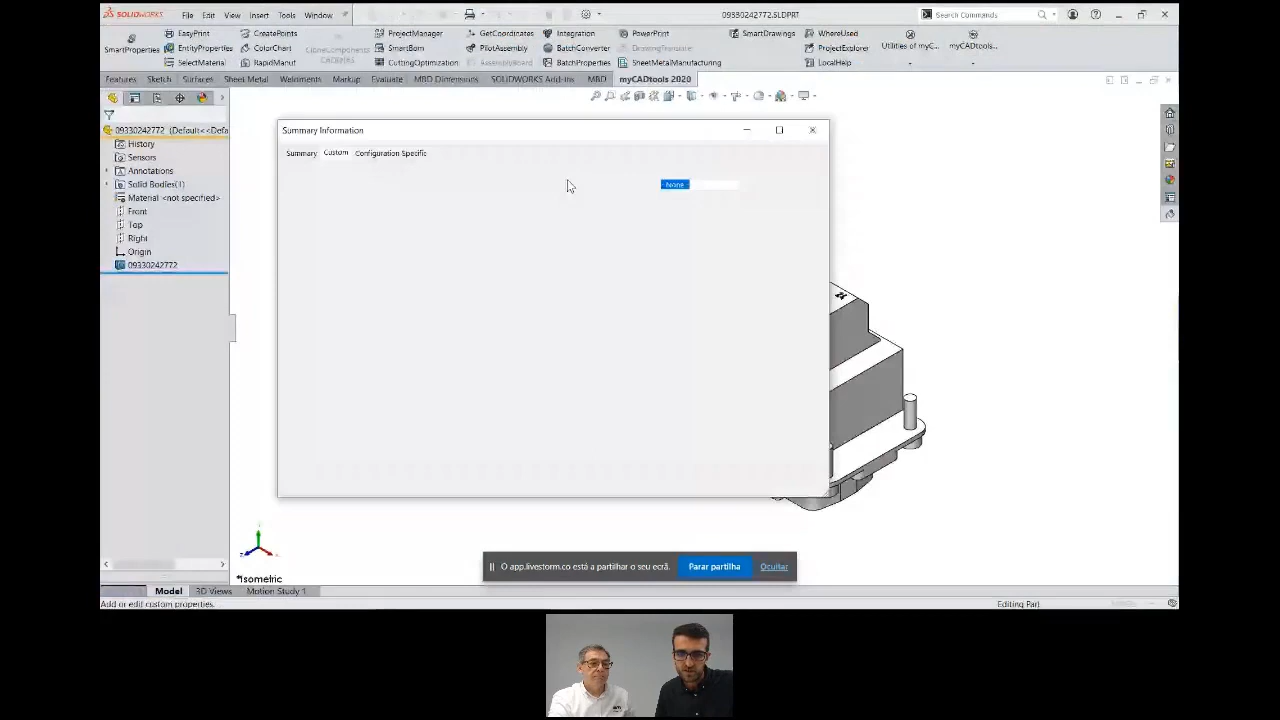 SOLIDWORKS File Edit View Insert Tools Window 09330242772.SLDPRT Search Commands
SmartProperties EasyPrint CreatePoints ProjectManager GetCoordinates Integration PowerPrint SmartDrawings WhereUsed Utilities of myC... myCADtools...
EntityProperties ColorChart SmartBom PilotAssembly BatchConverter ProjectExplorer
SelectMaterial RapidManuf CuttingOptimization BatchProperties SheetMetalManufacturing LocalHelp
Features Sketch Surfaces Sheet Metal Weldments Markup Evaluate MBD Dimensions SOLIDWORKS Add-Ins MBD myCADtools 2020
09330242772 (Default<<Defa
History
Sensors
Annotations
Solid Bodies(1)
Material <not specified>
Front
Top
Right
Origin
09330242772
Summary Information
Summary Custom Configuration Specific
- None -
*Isometric
Model 3D Views Motion Study 1
Add or edit custom properties. Editing Part
O app.livestorm.co está a partilhar o seu ecrã. Parar partilha Ocultar